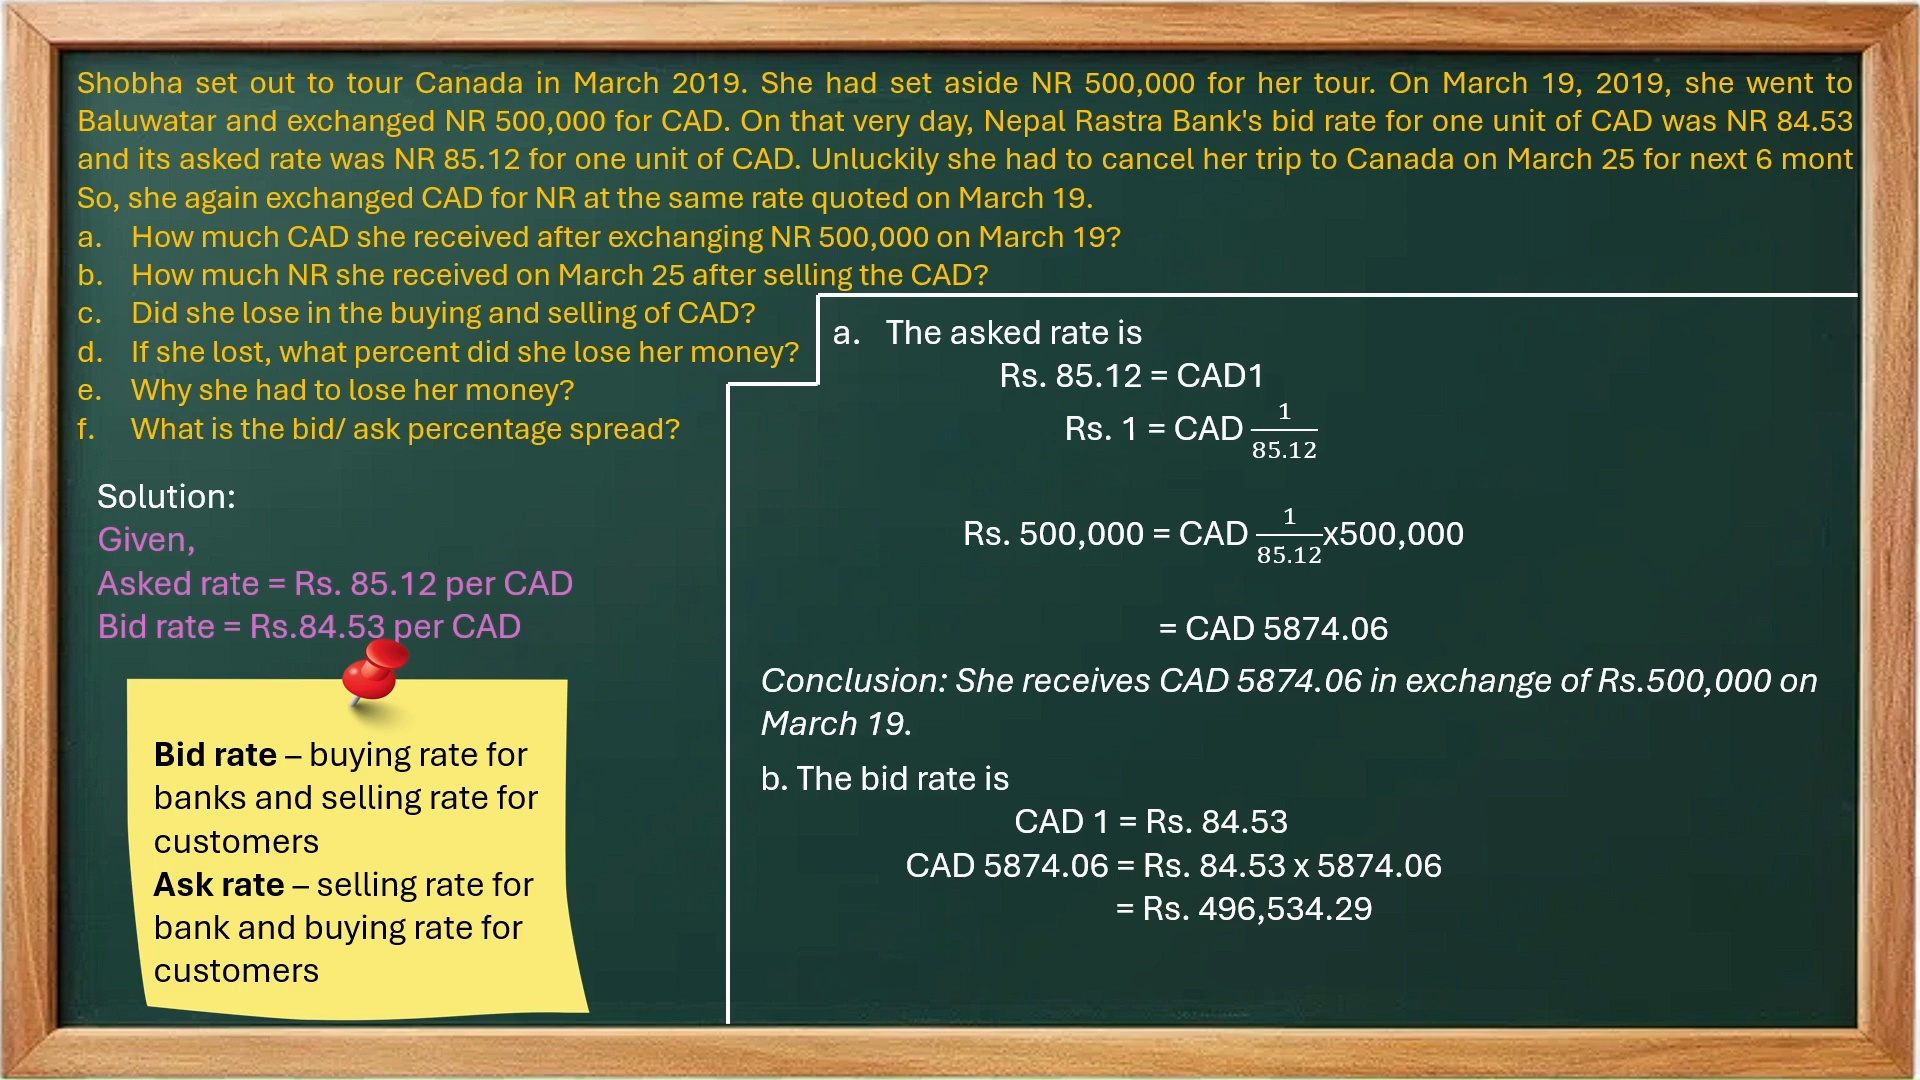 Shobha set out to tour Canada in March 2019. She had set aside NR 500,000 for her tour. On March 19, 2019, she went to
Baluwatar and exchanged NR 500,000 for CAD. On that very day, Nepal Rastra Bank's bid rate for one unit of CAD was NR 84.53
and its asked rate was NR 85.12 for one unit of CAD. Unluckily she had to cancel her trip to Canada on March 25 for next 6 mont
So, she again exchanged CAD for NR at the same rate quoted on March 19.
a. How much CAD she received after exchanging NR 500,000 on March 19?
b. How much NR she received on March 25 after selling the CAD?
c. Did she lose in the buying and selling of CAD?
d. If she lost, what percent did she lose her money?
e. Why she had to lose her money?
f. What is the bid/ ask percentage spread?
Solution:
Given,
Asked rate = Rs. 85.12 per CAD
Bid rate = Rs.84.53 per CAD
Bid rate – buying rate for
banks and selling rate for
customers
Ask rate – selling rate for
bank and buying rate for
customers
a. The asked rate is
Rs. 85.12 = CAD1
Rs. 1 = CAD 1/85.12
Rs. 500,000 = CAD 1/85.12 x500,000
= CAD 5874.06
Conclusion: She receives CAD 5874.06 in exchange of Rs.500,000 on
March 19.
b. The bid rate is
CAD 1 = Rs. 84.53
CAD 5874.06 = Rs. 84.53 x 5874.06
= Rs. 496,534.29